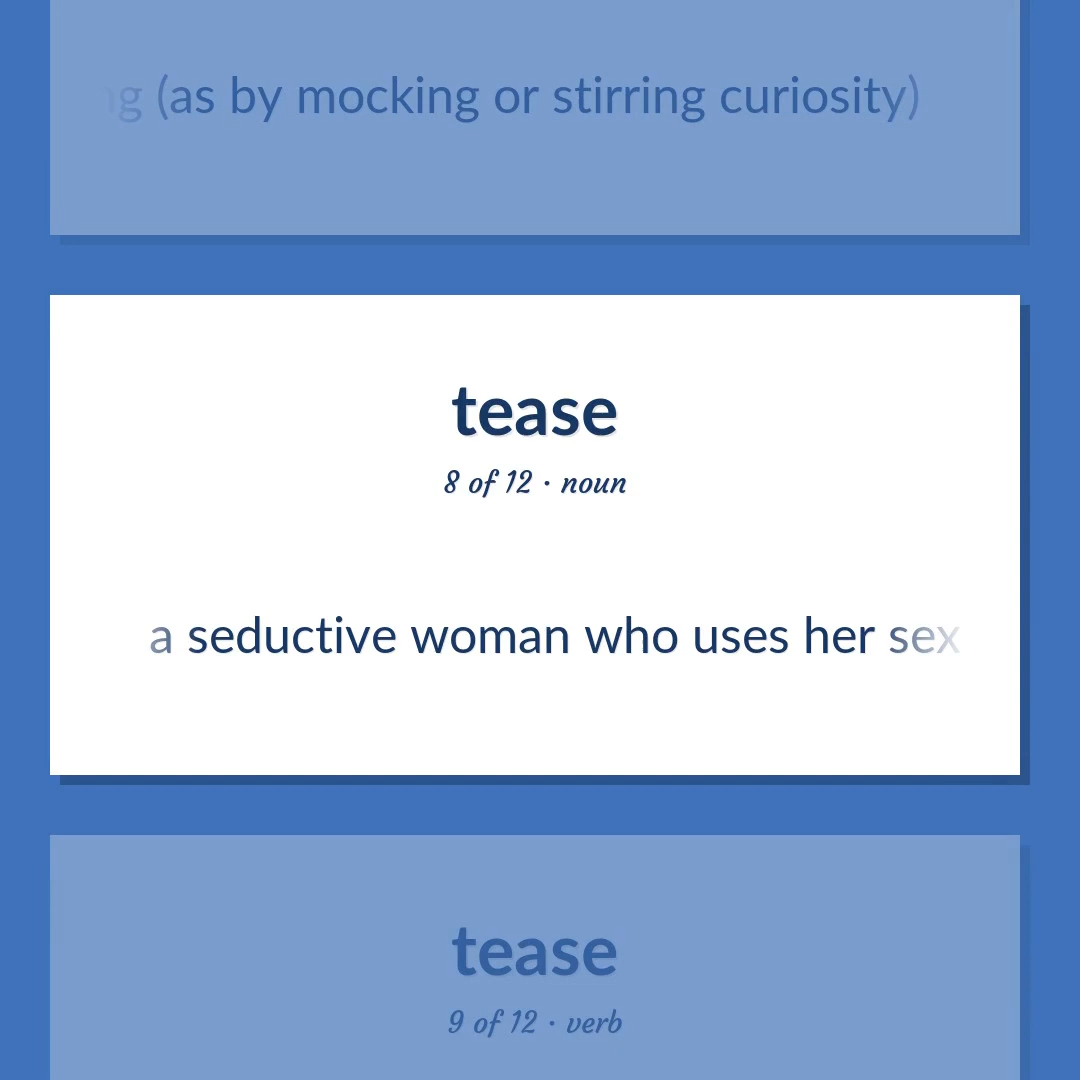 (as by mocking or stirring curiosity)
tease
8 of 12 · noun
a seductive woman who uses her sex
tease
9 of 12 · verb